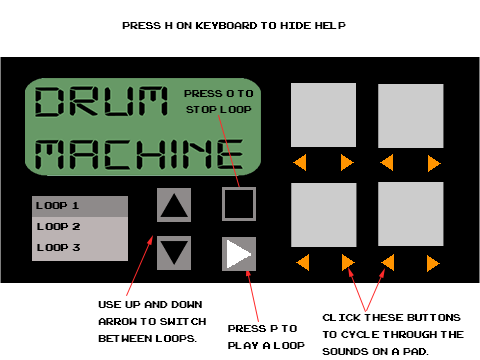 PRESS H ON KEYBOARD TO HIDE HELP
DRUM
MACHINE
PRESS O TO
STOP LOOP
LOOP 1
LOOP 2
LOOP 3
USE UP AND DOWN
ARROW TO SWITCH
BETWEEN LOOPS.
PRESS P TO
PLAY A LOOP
CLICK THESE BUTTONS
TO CYCLE THROUGH THE
SOUNDS ON A PAD.